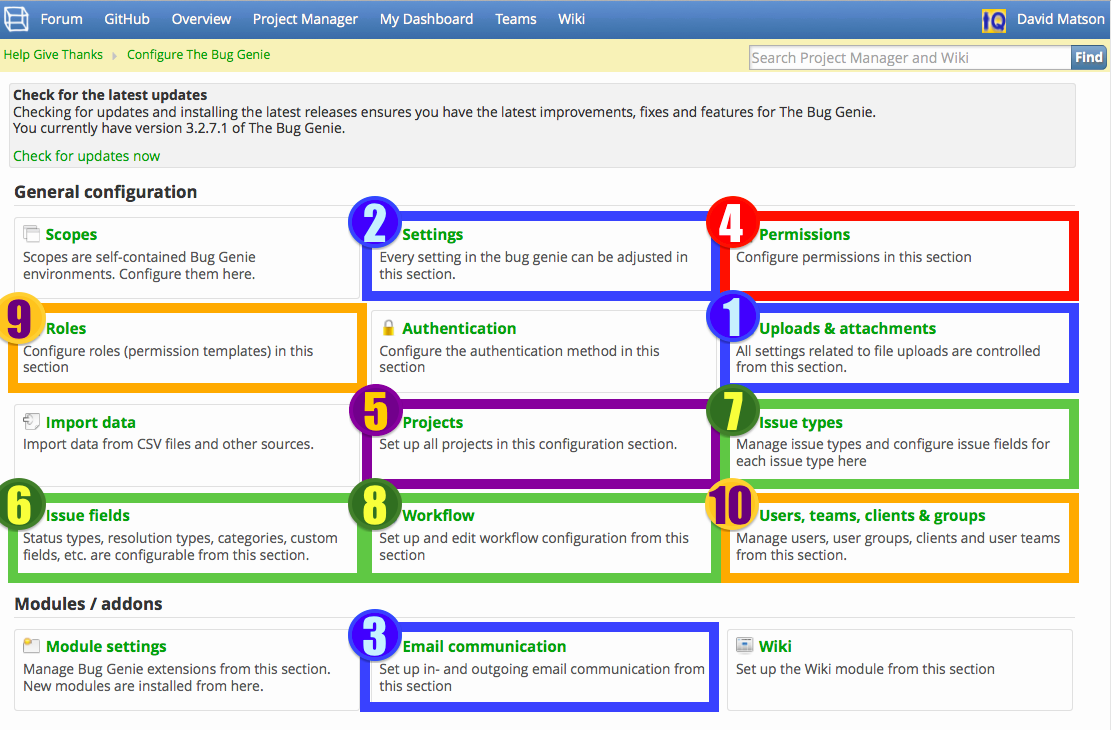 Forum GitHub Overview Project Manager My Dashboard Teams Wiki IQ David Matson
Help Give Thanks Configure The Bug Genie Search Project Manager and Wiki Find
Check for the latest updates
Checking for updates and installing the latest releases ensures you have the latest improvements, fixes and features for The Bug Genie.
You currently have version 3.2.7.1 of The Bug Genie.
Check for updates now
General configuration
Scopes
Scopes are self-contained Bug Genie
environments. Configure them here.
2 Settings
Every setting in the bug genie can be adjusted in
this section.
4 Permissions
Configure permissions in this section
9 Roles
Configure roles (permission templates) in this
section
Authentication
Configure the authentication method in this
section
1 Uploads & attachments
All settings related to file uploads are controlled
from this section.
Import data
Import data from CSV files and other sources.
5 Projects
Set up all projects in this configuration section.
7 Issue types
Manage issue types and configure issue fields for
each issue type here
6 Issue fields
Status types, resolution types, categories, custom
fields, etc. are configurable from this section.
8 Workflow
Set up and edit workflow configuration from this
section
10 Users, teams, clients & groups
Manage users, user groups, clients and user teams
from this section.
Modules / addons
Module settings
Manage Bug Genie extensions from this section.
New modules are installed from here.
3 Email communication
Set up in- and outgoing email communication from
this section
Wiki
Set up the Wiki module from this section